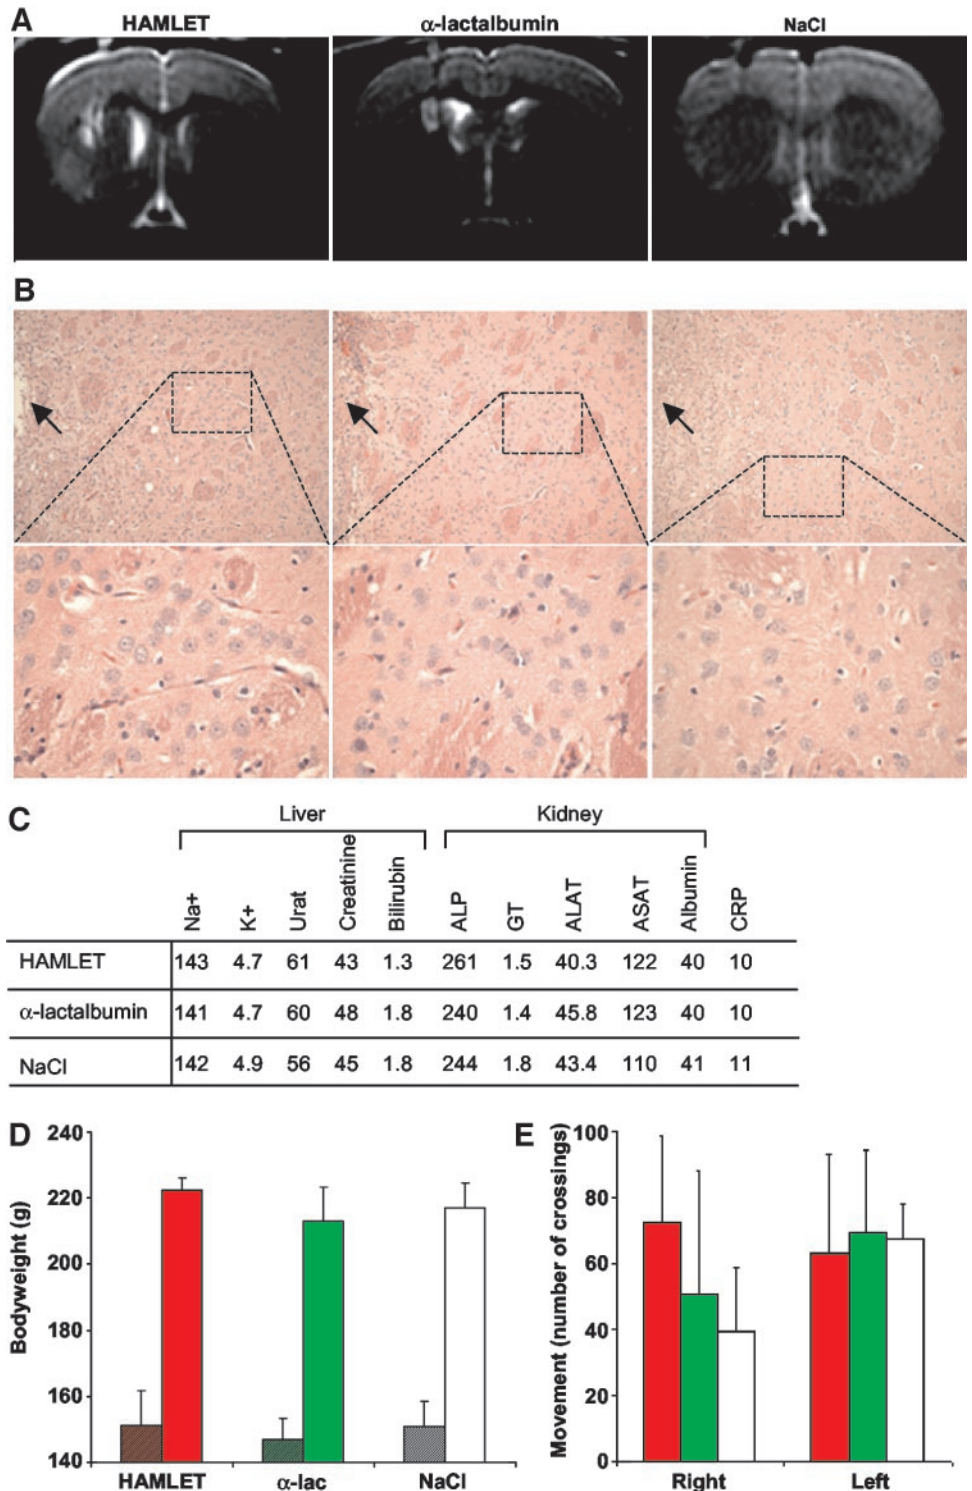 A
HAMLET α-lactalbumin NaCl
B
C
Liver Kidney
Na+ K+ Urat Creatinine Bilirubin ALP GT ALAT ASAT Albumin CRP
HAMLET 143 4.7 61 43 1.3 261 1.5 40.3 122 40 10
α-lactalbumin 141 4.7 60 48 1.8 240 1.4 45.8 123 40 10
NaCl 142 4.9 56 45 1.8 244 1.8 43.4 110 41 11
D
Bodyweight (g)
240
220
200
180
160
140
HAMLET α-lac NaCl
E
Movement (number of crossings)
100
80
60
40
20
0
Right Left